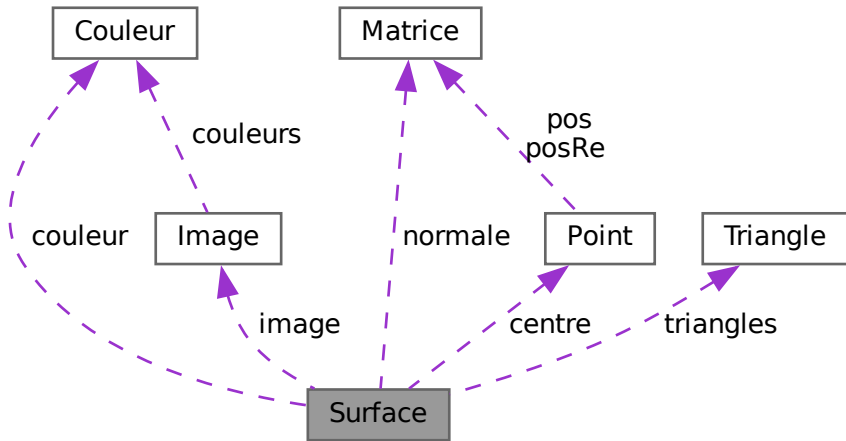 Couleur
Matrice
couleurs
pos
posRe
couleur
Image
normale
Point
Triangle
image
centre
triangles
Surface